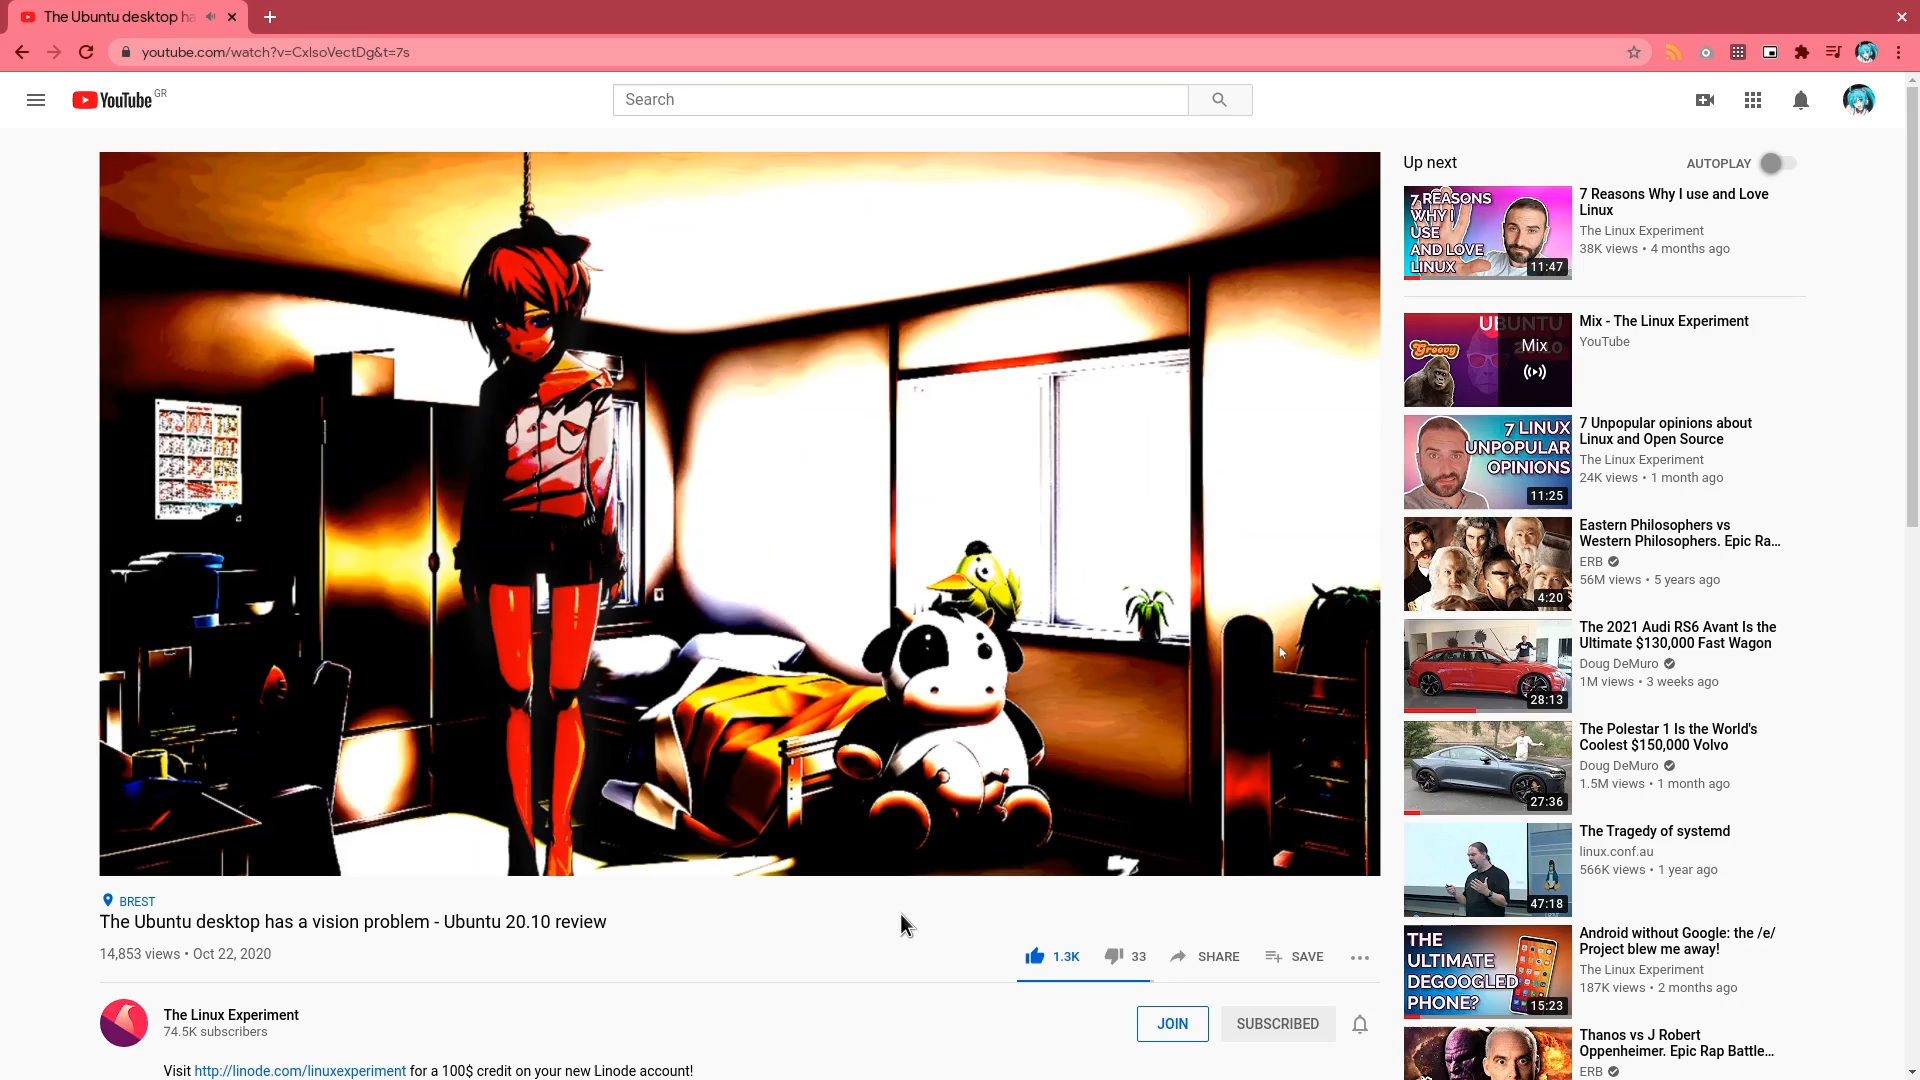 The Ubuntu desktop ha
youtube.com/watch?v=CxIsoVectDg&t=7s
YouTube GR
Search
BREST
The Ubuntu desktop has a vision problem - Ubuntu 20.10 review
14,853 views • Oct 22, 2020
1.3K
33
SHARE
SAVE
The Linux Experiment
74.5K subscribers
JOIN
SUBSCRIBED
Visit http://linode.com/linuxexperiment for a 100$ credit on your new Linode account!
Up next
AUTOPLAY
7 REASONS
WHY I
USE
AND LOVE
LINUX
11:47
7 Reasons Why I use and Love
Linux
The Linux Experiment
38K views • 4 months ago
UBUNTU
20.10
Groovy
Mix
Mix - The Linux Experiment
YouTube
7 LINUX
UNPOPULAR
OPINIONS
11:25
7 Unpopular opinions about
Linux and Open Source
The Linux Experiment
24K views • 1 month ago
4:20
Eastern Philosophers vs
Western Philosophers. Epic Ra...
ERB
56M views • 5 years ago
28:13
The 2021 Audi RS6 Avant Is the
Ultimate $130,000 Fast Wagon
Doug DeMuro
1M views • 3 weeks ago
27:36
The Polestar 1 Is the World's
Coolest $150,000 Volvo
Doug DeMuro
1.5M views • 1 month ago
47:18
The Tragedy of systemd
linux.conf.au
566K views • 1 year ago
THE
ULTIMATE
DEGOOGLED
PHONE?
15:23
Android without Google: the /e/
Project blew me away!
The Linux Experiment
187K views • 2 months ago
Thanos vs J Robert
Oppenheimer. Epic Rap Battle...
ERB